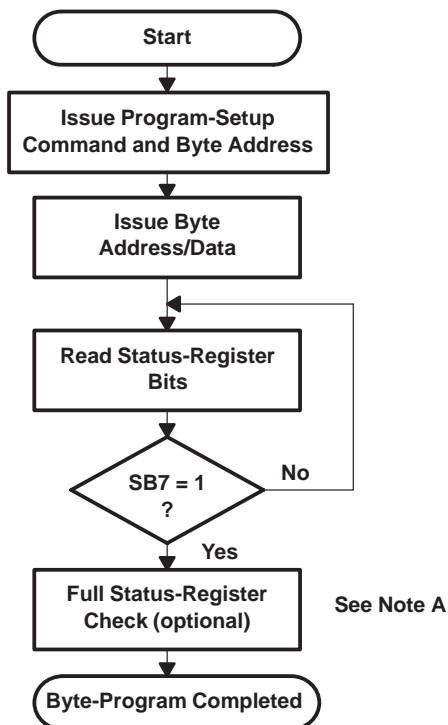 Start
Issue Program-Setup
Command and Byte Address
Issue Byte
Address/Data
Read Status-Register
Bits
SB7 = 1
?
No
Yes
Full Status-Register
Check (optional)
See Note A
Byte-Program Completed